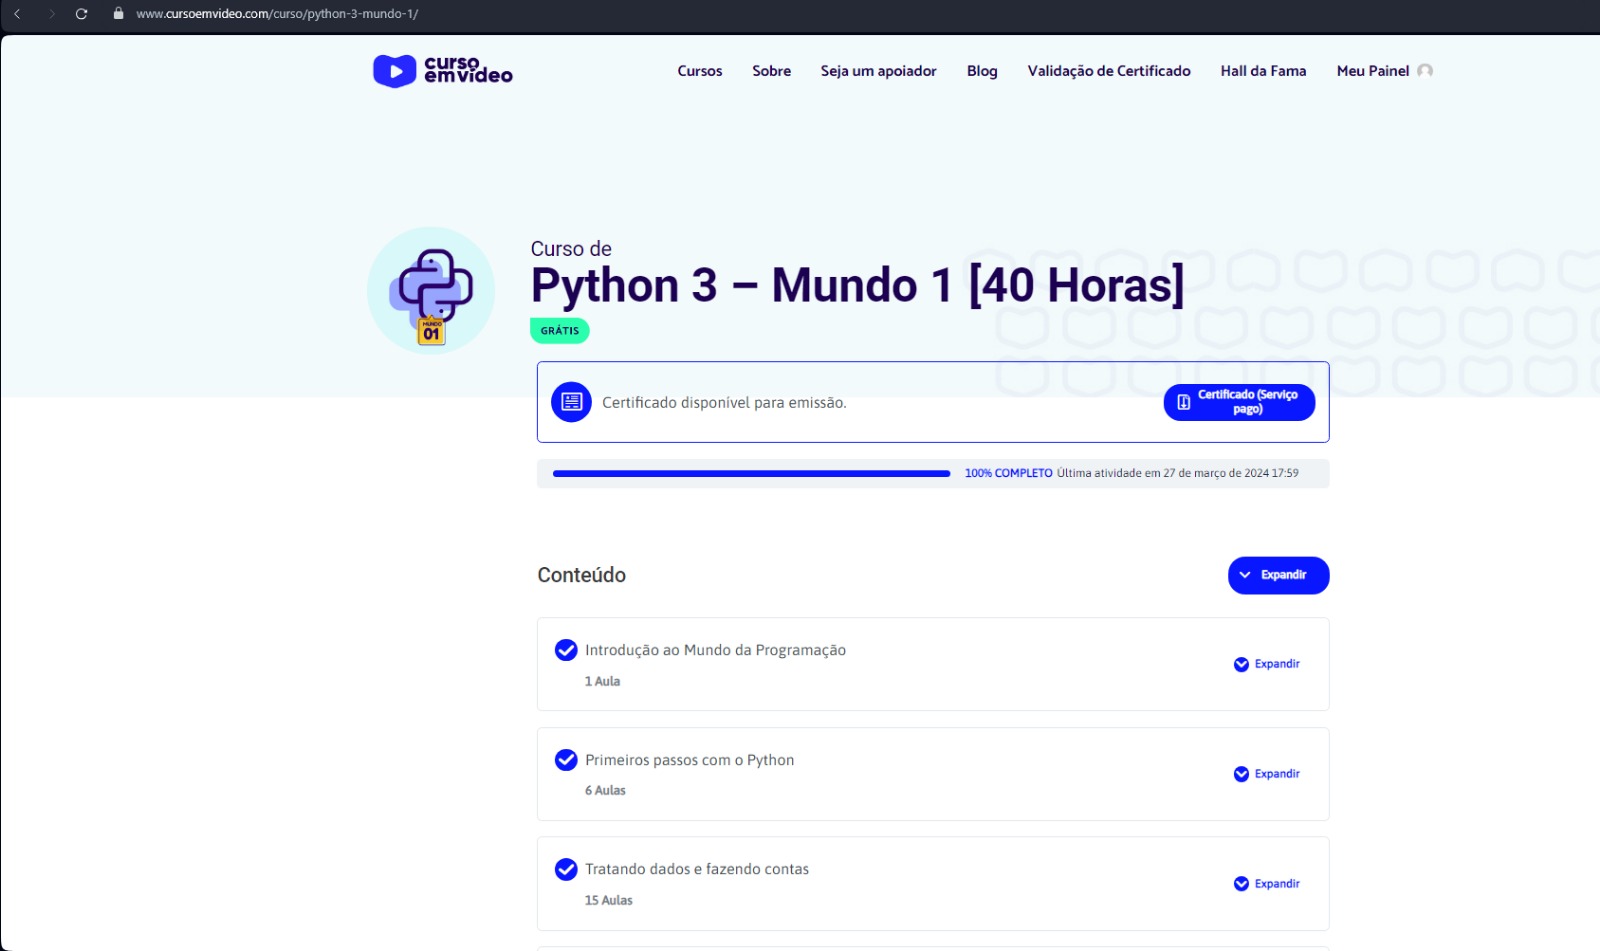 www.cursoemvideo.com/curso/python-3-mundo-1/
curso
emvídeo
Cursos
Sobre
Seja um apoiador
Blog
Validação de Certificado
Hall da Fama
Meu Painel
Curso de
Python 3 – Mundo 1 [40 Horas]
MUNDO
01
GRÁTIS
Certificado disponível para emissão.
Certificado (Serviço
pago)
100% COMPLETO Última atividade em 27 de março de 2024 17:59
Conteúdo
Expandir
Introdução ao Mundo da Programação
1 Aula
Expandir
Primeiros passos com o Python
6 Aulas
Expandir
Tratando dados e fazendo contas
15 Aulas
Expandir